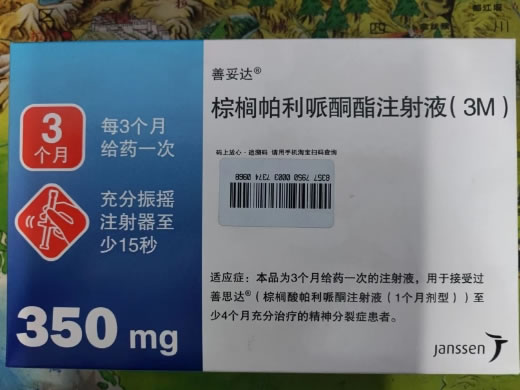 善妥达®
棕榈帕利哌酮酯注射液(3M)
3
个月
每3个月
给药一次
码上放心·追溯码 请用手机淘宝扫码查询
8357 7950 0003 7374 0968
充分振摇
注射器至
少15秒
适应症：本品为3个月给药一次的注射液，用于接受过
善思达®（棕榈酸帕利哌酮注射液（1个月剂型））至
少4个月充分治疗的精神分裂症患者。
350 mg
janssen